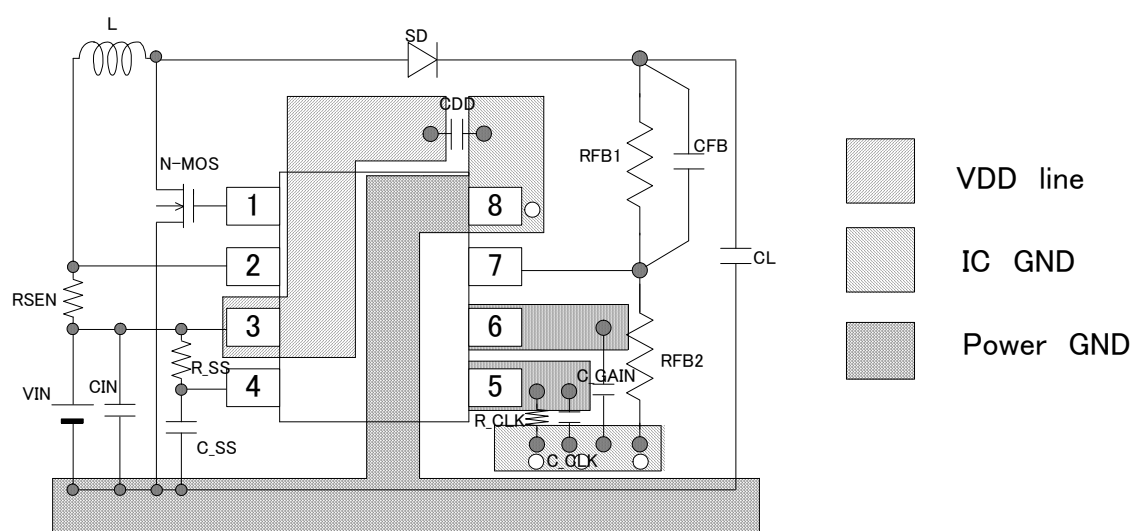 L
SD
CDD
N-MOS
RFB1
CFB
VDD line
1
8
2
7
CL
IC GND
RSEN
3
6
Power GND
R_SS
RFB2
VIN
CIN
4
5
C_GAIN
R_CLK
C_SS
C_CLK